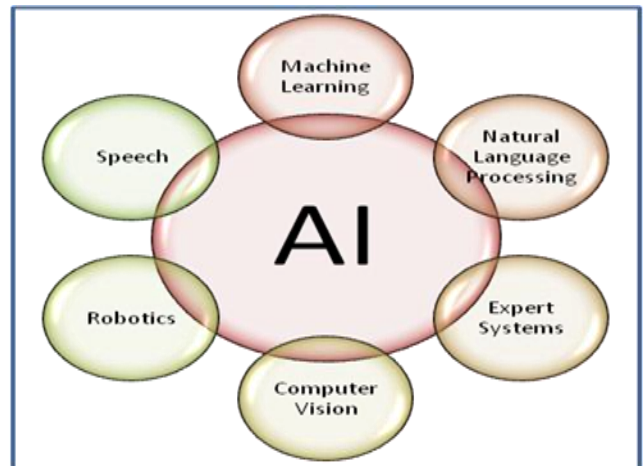 Machine
Learning
Natural
Language
Processing
Speech
AI
Expert
Systems
Robotics
Computer
Vision